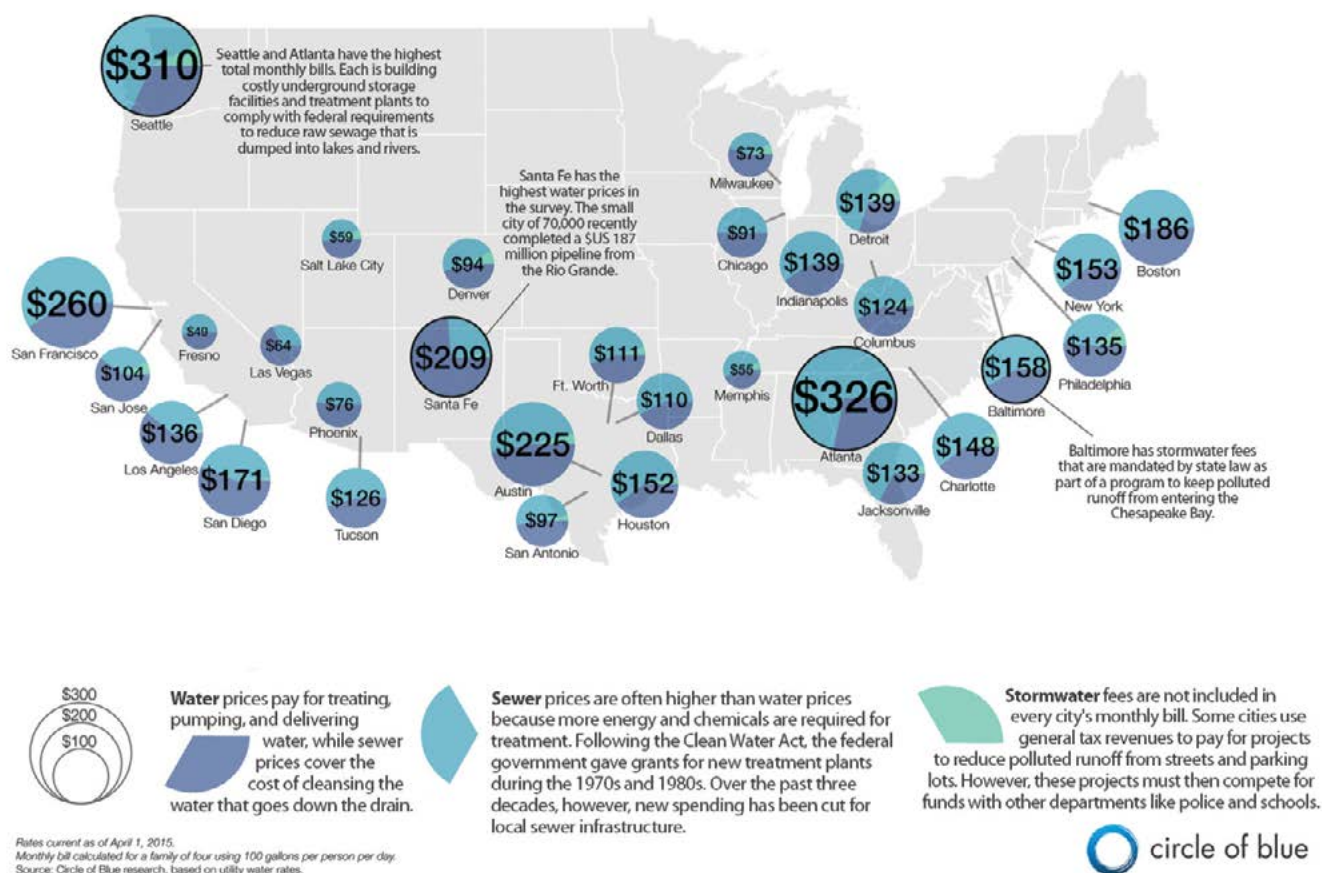 $310
Seattle
Seattle and Atlanta have the highest
total monthly bills. Each is building
costly underground storage
facilities and treatment plants to
comply with federal requirements
to reduce raw sewage that is
dumped into lakes and rivers.
Santa Fe has the
highest water prices in
the survey. The small
city of 70,000 recently
completed a $US 187
million pipeline from
the Rio Grande.
$73
Milwaukee
$91
Chicago
$139
Detroit
$139
Indianapolis
$124
Columbus
$186
Boston
$153
New York
$135
Philadelphia
$158
Baltimore
$59
Salt Lake City
$94
Denver
$260
San Francisco
$49
Fresno
$64
Las Vegas
$104
San Jose
$136
Los Angeles
$171
San Diego
$76
Phoenix
$126
Tucson
$209
Santa Fe
$111
Ft. Worth
$110
Dallas
$225
Austin
$97
San Antonio
$152
Houston
$55
Memphis
$326
Atlanta
$133
Jacksonville
$148
Charlotte
Baltimore has stormwater fees
that are mandated by state law as
part of a program to keep polluted
runoff from entering the
Chesapeake Bay.
$300
$200
$100
Water prices pay for treating,
pumping, and delivering
water, while sewer
prices cover the
cost of cleansing the
water that goes down the drain.
Sewer prices are often higher than water prices
because more energy and chemicals are required for
treatment. Following the Clean Water Act, the federal
government gave grants for new treatment plants
during the 1970s and 1980s. Over the past three
decades, however, new spending has been cut for
local sewer infrastructure.
Stormwater fees are not included in
every city's monthly bill. Some cities use
general tax revenues to pay for projects
to reduce polluted runoff from streets and parking
lots. However, these projects must then compete for
funds with other departments like police and schools.
Rates current as of April 1, 2015.
Monthly bill calculated for a family of four using 100 gallons per person per day.
Source: Circle of Blue research, based on utility water rates.
circle of blue